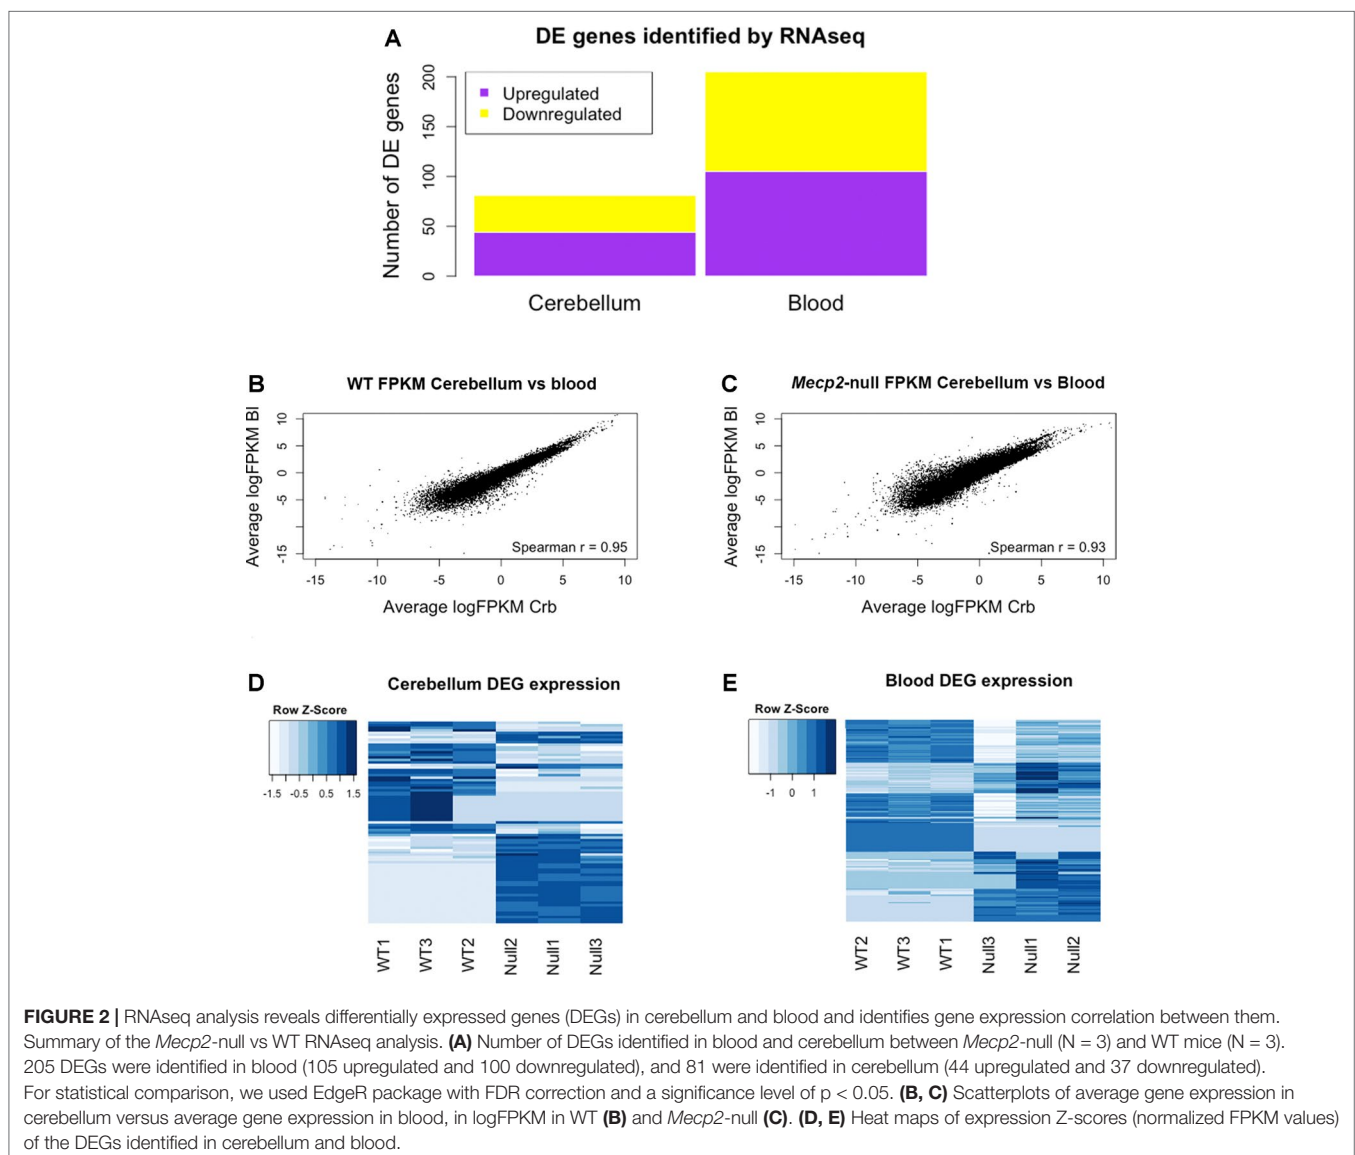 A
DE genes identified by RNAseq
Number of DE genes
0
50
100
150
200
Upregulated
Downregulated
Cerebellum
Blood
B
WT FPKM Cerebellum vs blood
Average logFPKM Bl
10
5
0
-5
-15
Spearman r = 0.95
-15
-10
-5
0
5
10
Average logFPKM Crb
C
Mecp2-null FPKM Cerebellum vs Blood
Average logFPKM Bl
10
5
0
-5
-15
Spearman r = 0.93
-15
-10
-5
0
5
10
Average logFPKM Crb
D
Cerebellum DEG expression
Row Z-Score
-1.5 -0.5 0.5 1.5
WT1
WT3
WT2
Null2
Null1
Null3
E
Blood DEG expression
Row Z-Score
-1 0 1
WT2
WT3
WT1
Null3
Null1
Null2
FIGURE 2 | RNAseq analysis reveals differentially expressed genes (DEGs) in cerebellum and blood and identifies gene expression correlation between them.
Summary of the Mecp2-null vs WT RNAseq analysis. (A) Number of DEGs identified in blood and cerebellum between Mecp2-null (N = 3) and WT mice (N = 3).
205 DEGs were identified in blood (105 upregulated and 100 downregulated), and 81 were identified in cerebellum (44 upregulated and 37 downregulated).
For statistical comparison, we used EdgeR package with FDR correction and a significance level of p < 0.05. (B, C) Scatterplots of average gene expression in
cerebellum versus average gene expression in blood, in logFPKM in WT (B) and Mecp2-null (C). (D, E) Heat maps of expression Z-scores (normalized FPKM values)
of the DEGs identified in cerebellum and blood.